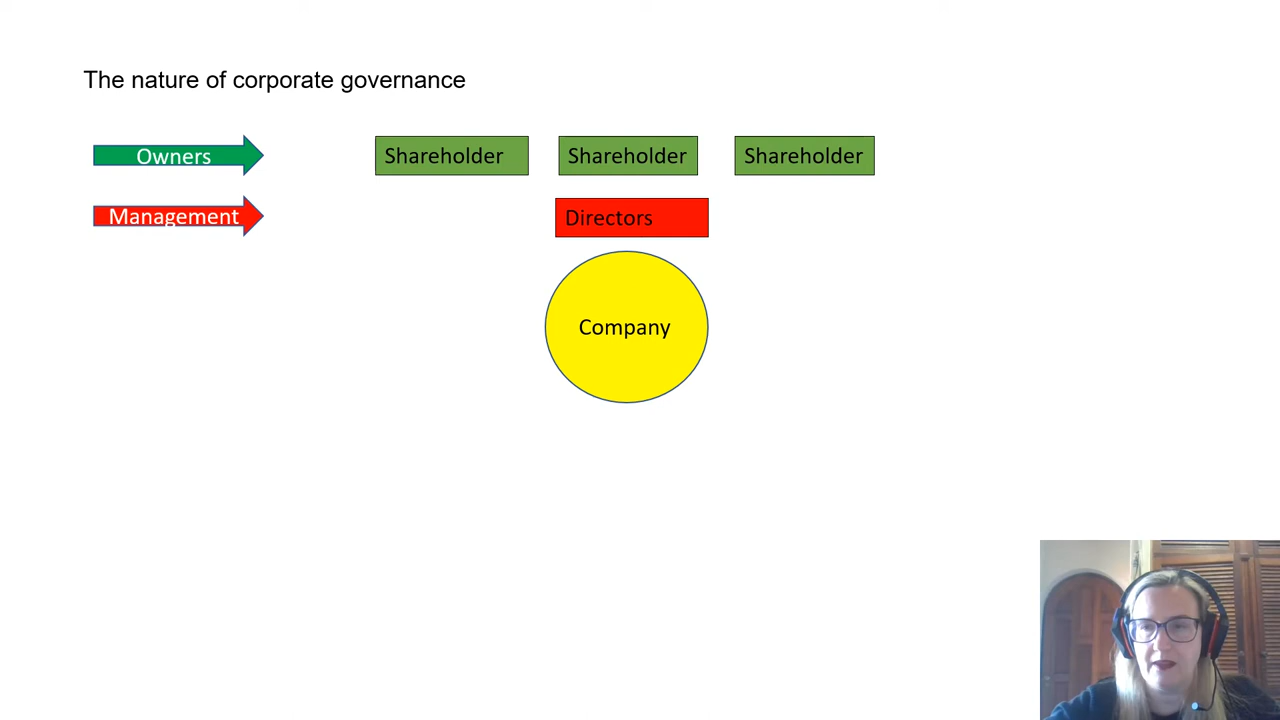 The nature of corporate governance
Owners
Shareholder
Shareholder
Shareholder
Management
Directors
Company